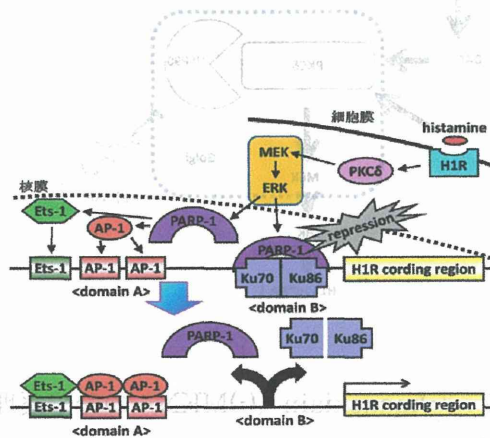 細胞膜
histamine
MEK
PKCδ
H1R
ERK
核膜
Ets-1
PARP-1
AP-1
repression
PARP-1
Ets-1
AP-1
AP-1
Ku70
Ku86
H1R cording region
<domain A>
<domain B>
PARP-1
Ku70
Ku86
Ets-1
AP-1
AP-1
Ets-1
AP-1
AP-1
H1R cording region
<domain A>
<domain B>